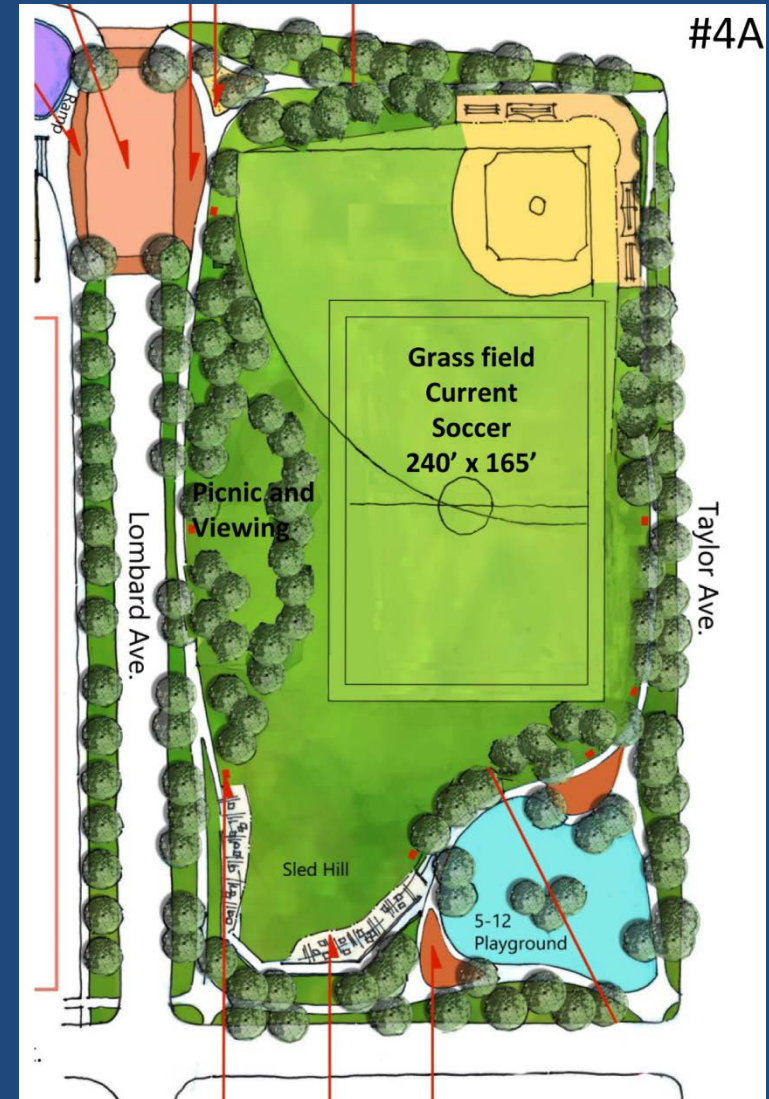 #4A
Ramp
Grass field
Current
Soccer
240’ x 165’
Picnic and
Viewing
Lombard Ave.
Taylor Ave.
Sled Hill
5-12
Playground